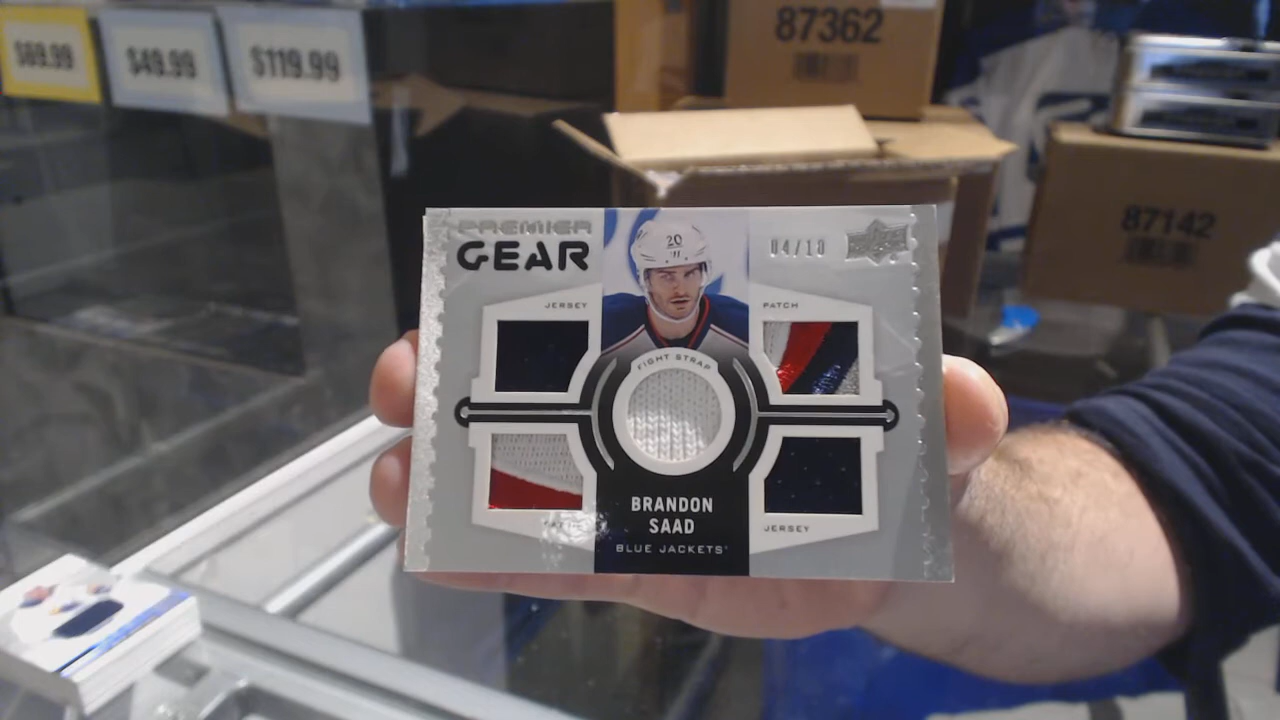 $69.99
$49.99
$119.99
87362
87142
PREMIER
GEAR
20
04/10
JERSEY
PATCH
FIGHT STRAP
BRANDON
SAAD
BLUE JACKETS
JERSEY